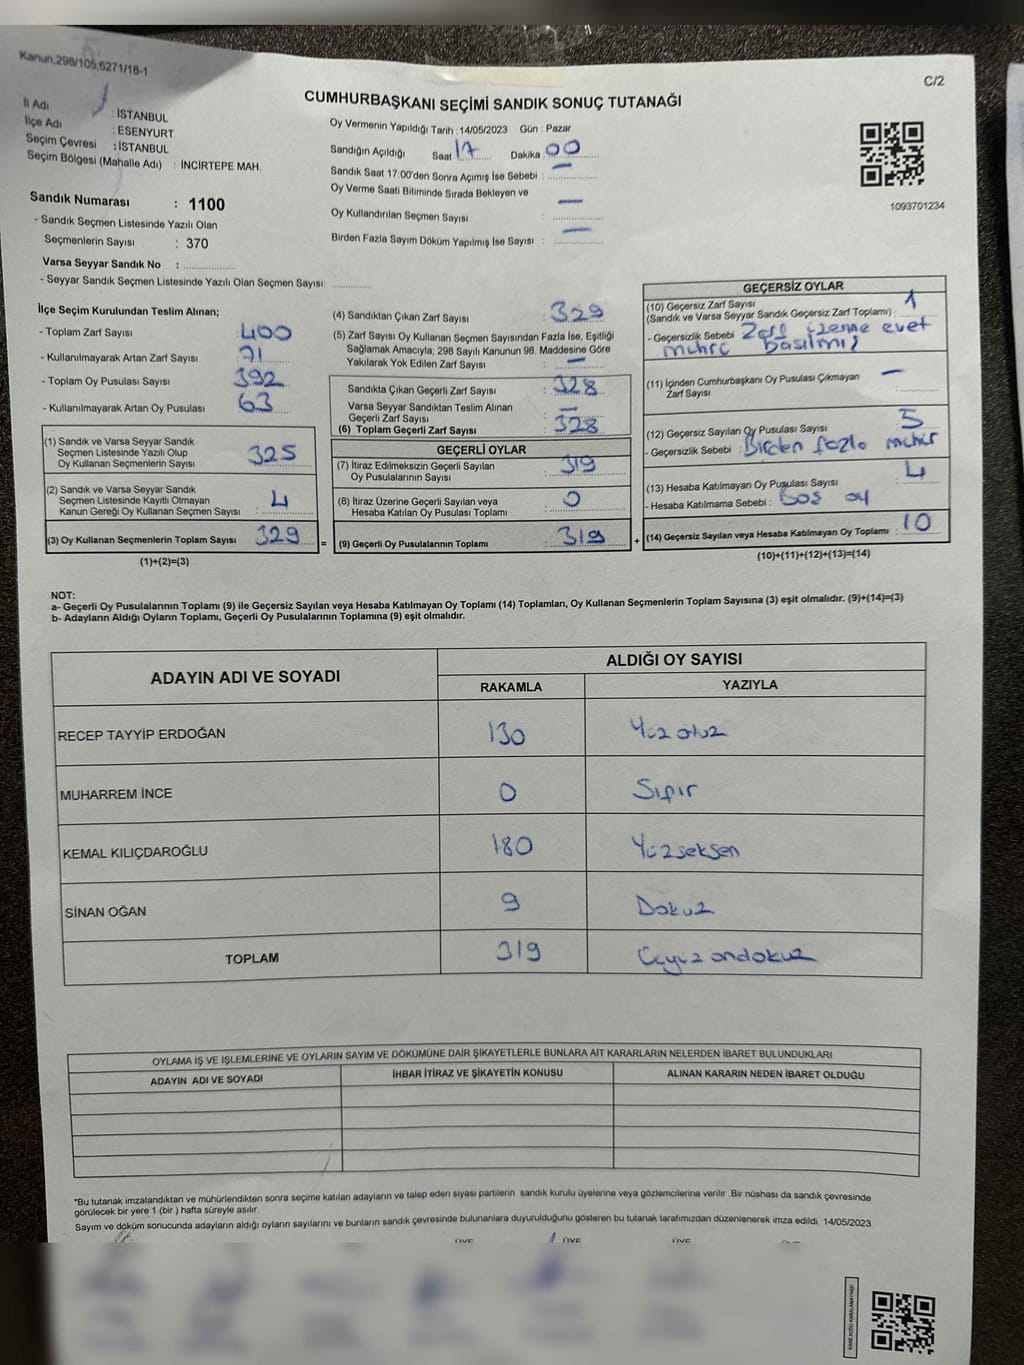 Kanun.298/105,6271/18-1
C/2
CUMHURBAŞKANI SEÇİMİ SANDIK SONUÇ TUTANAĞI
İl Adı : İSTANBUL
İlçe Adı : ESENYURT
Seçim Çevresi : İSTANBUL
Seçim Bölgesi (Mahalle Adı) : İNCİRTEPE MAH.
Sandık Numarası : 1100
- Sandık Seçmen Listesinde Yazılı Olan
Seçmenlerin Sayısı : 370
Varsa Seyyar Sandık No :
- Seyyar Sandık Seçmen Listesinde Yazılı Olan Seçmen Sayısı:
Oy Vermenin Yapıldığı Tarih :14/05/2023 Gün : Pazar
Sandığın Açıldığı Saat 17 Dakika : 00
Sandık Saat 17:00'den Sonra Açımış İse Sebebi : —
Oy Verme Saati Bitiminde Sırada Bekleyen ve
Oy Kullandırılan Seçmen Sayısı : —
Birden Fazla Sayım Döküm Yapılmış İse Sayısı : —
1093701234
İlçe Seçim Kurulundan Teslim Alınan;
- Toplam Zarf Sayısı : 400
- Kullanılmayarak Artan Zarf Sayısı : 71
- Toplam Oy Pusulası Sayısı : 392
- Kullanılmayarak Artan Oy Pusulası : 63
(1) Sandık ve Varsa Seyyar Sandık
Seçmen Listesinde Yazılı Olup
Oy Kullanan Seçmenlerin Sayısı : 325
(2) Sandık ve Varsa Seyyar Sandık
Seçmen Listesinde Kayıtlı Olmayan
Kanun Gereği Oy Kullanan Seçmen Sayısı : 4
(3) Oy Kullanan Seçmenlerin Toplam Sayısı : 329
(1)+(2)=(3)
=
(4) Sandıktan Çıkan Zarf Sayısı : 329
(5) Zarf Sayısı Oy Kullanan Seçmen Sayısından Fazla İse, Eşitliği
Sağlamak Amacıyla, 298 Sayılı Kanunun 98. Maddesine Göre
Yakılarak Yok Edilen Zarf Sayısı : —
Sandıkta Çıkan Geçerli Zarf Sayısı : 328
Varsa Seyyar Sandıktan Teslim Alınan
Geçerli Zarf Sayısı : —
(6) Toplam Geçerli Zarf Sayısı : 328
GEÇERLİ OYLAR
(7) İtiraz Edilmeksizin Geçerli Sayılan
Oy Pusulalarının Sayısı : 319
(8) İtiraz Üzerine Geçerli Sayılan veya
Hesaba Katılan Oy Pusulası Toplamı : 0
(9) Geçerli Oy Pusulalarının Toplamı : 319
+
GEÇERSİZ OYLAR
(10) Geçersiz Zarf Sayısı
(Sandık ve Varsa Seyyar Sandık Geçersiz Zarf Toplamı) : 1
- Geçersizlik Sebebi : Zarf üzerine evet
mührü basılmış
(11) İçinden Cumhurbaşkanı Oy Pusulası Çıkmayan
Zarf Sayısı : —
(12) Geçersiz Sayılan Oy Pusulası Sayısı : 5
- Geçersizlik Sebebi : Birden fazla mühür
(13) Hesaba Katılmayan Oy Pusulası Sayısı : 4
- Hesaba Katılmama Sebebi : Boş oy
(14) Geçersiz Sayılan veya Hesaba Katılmayan Oy Toplamı : 10
(10)+(11)+(12)+(13)=(14)
NOT:
a- Geçerli Oy Pusulalarının Toplamı (9) ile Geçersiz Sayılan veya Hesaba Katılmayan Oy Toplamı (14) Toplamları, Oy Kullanan Seçmenlerin Toplam Sayısına (3) eşit olmalıdır. (9)+(14)=(3)
b- Adayların Aldığı Oyların Toplamı, Geçerli Oy Pusulalarının Toplamına (9) eşit olmalıdır.
ADAYIN ADI VE SOYADI ALDIĞI OY SAYISI
RAKAMLA YAZIYLA
RECEP TAYYİP ERDOĞAN 130 Yüz otuz
MUHARREM İNCE 0 Sıfır
KEMAL KILIÇDAROĞLU 180 Yüzseksen
SİNAN OĞAN 9 Dokuz
TOPLAM 319 Üçyüz ondokuz
OYLAMA İŞ VE İŞLEMLERİNE VE OYLARIN SAYIM VE DÖKÜMÜNE DAİR ŞİKAYETLERLE BUNLARA AİT KARARLARIN NELERDEN İBARET BULUNDUKLARI
ADAYIN ADI VE SOYADI İHBAR İTİRAZ VE ŞİKAYETİN KONUSU ALINAN KARARIN NEDEN İBARET OLDUĞU
*Bu tutanak imzalandıktan ve mühürlendikten sonra seçime katılan adayların ve talep eden siyasi partilerin sandık kurulu üyelerine veya gözlemcilerine verilir .Bir nüshası da sandık çevresinde
görülecek bir yere 1 (bir ) hafta süreyle asılır.
Sayım ve döküm sonucunda adayların aldığı oyların sayılarını ve bunların sandık çevresinde bulunanlara duyurulduğunu gösteren bu tutanak tarafımızdan düzenlenerek imza edildi. 14/05/2023
ÜYE ÜYE ÜYE